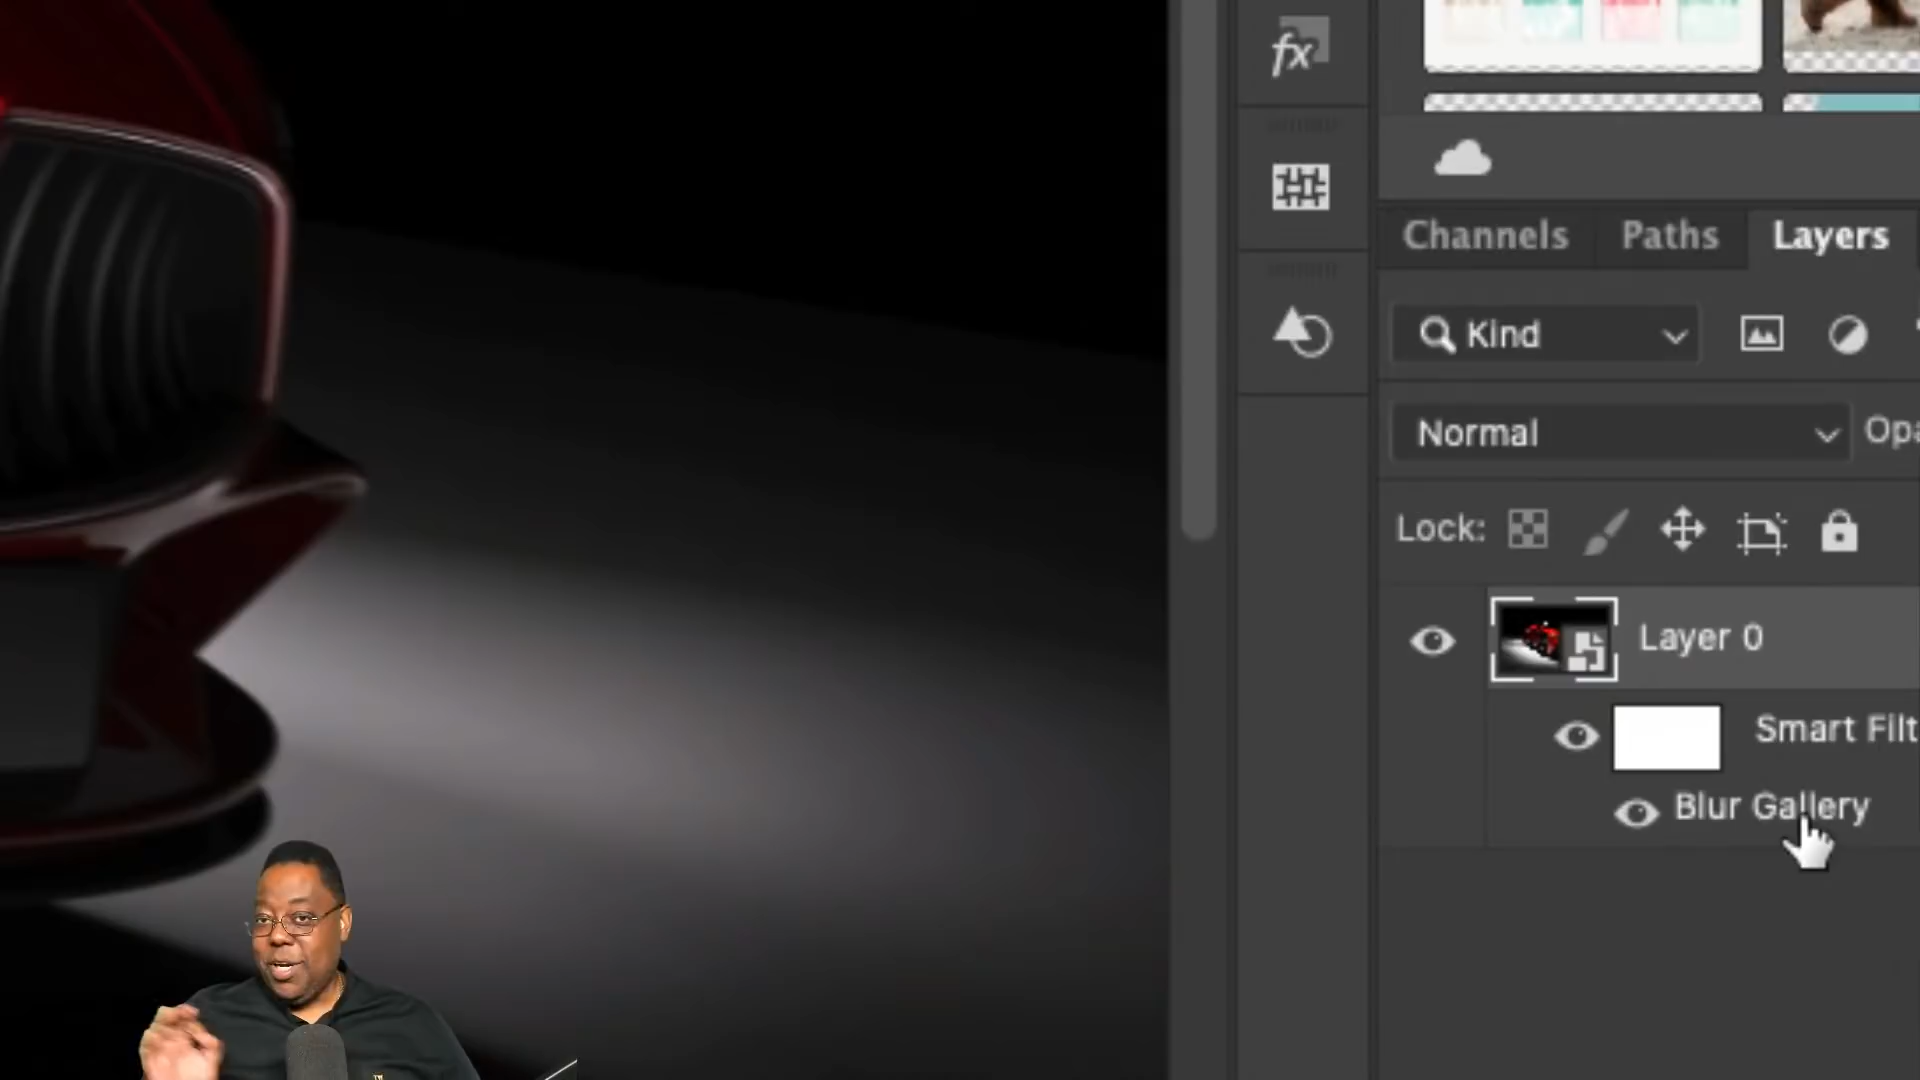 fx
Channels Paths Layers
Kind
Normal Opa
Lock:
Layer 0
Smart Filt
Blur Gallery